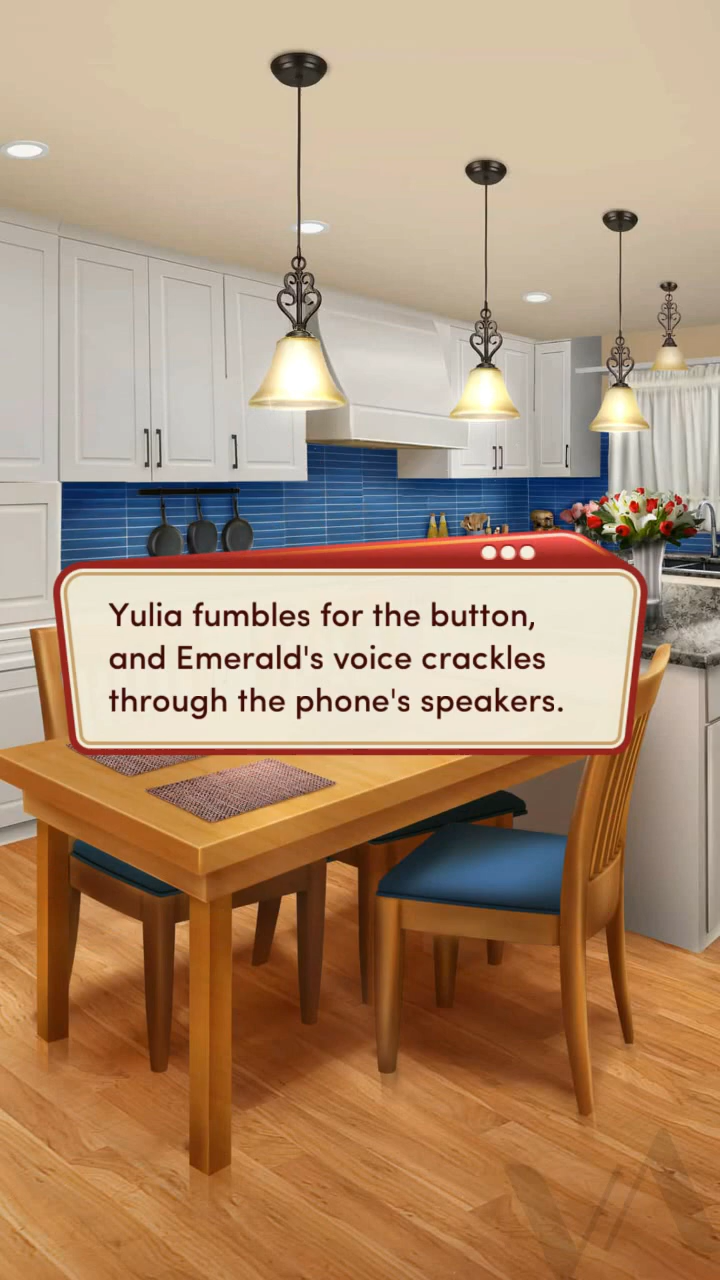 Yulia fumbles for the button,
and Emerald's voice crackles
through the phone's speakers.